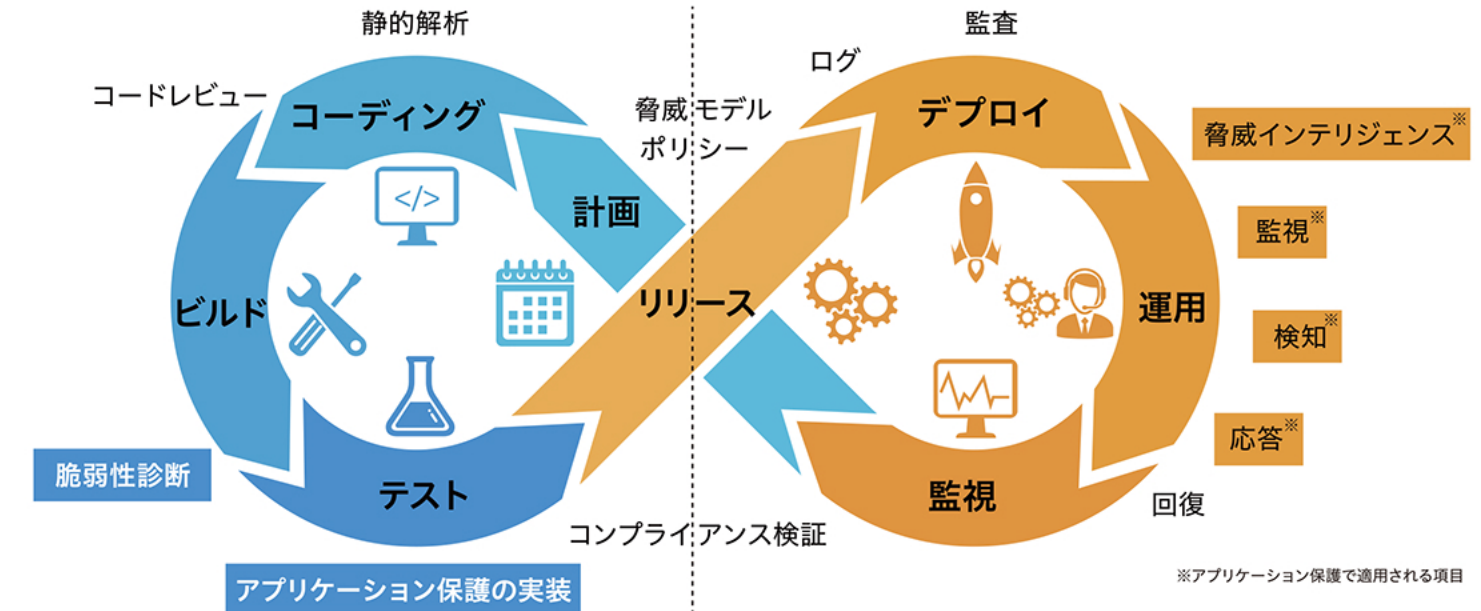 静的解析
監査
コードレビュー
ログ
コーディング
脅威モデル
ポリシー
デプロイ
脅威インテリジェンス※
</>
計画
監視※
ビルド
リリース
運用
検知※
応答※
脆弱性診断
テスト
監視
回復
コンプライアンス検証
アプリケーション保護の実装
※アプリケーション保護で適用される項目